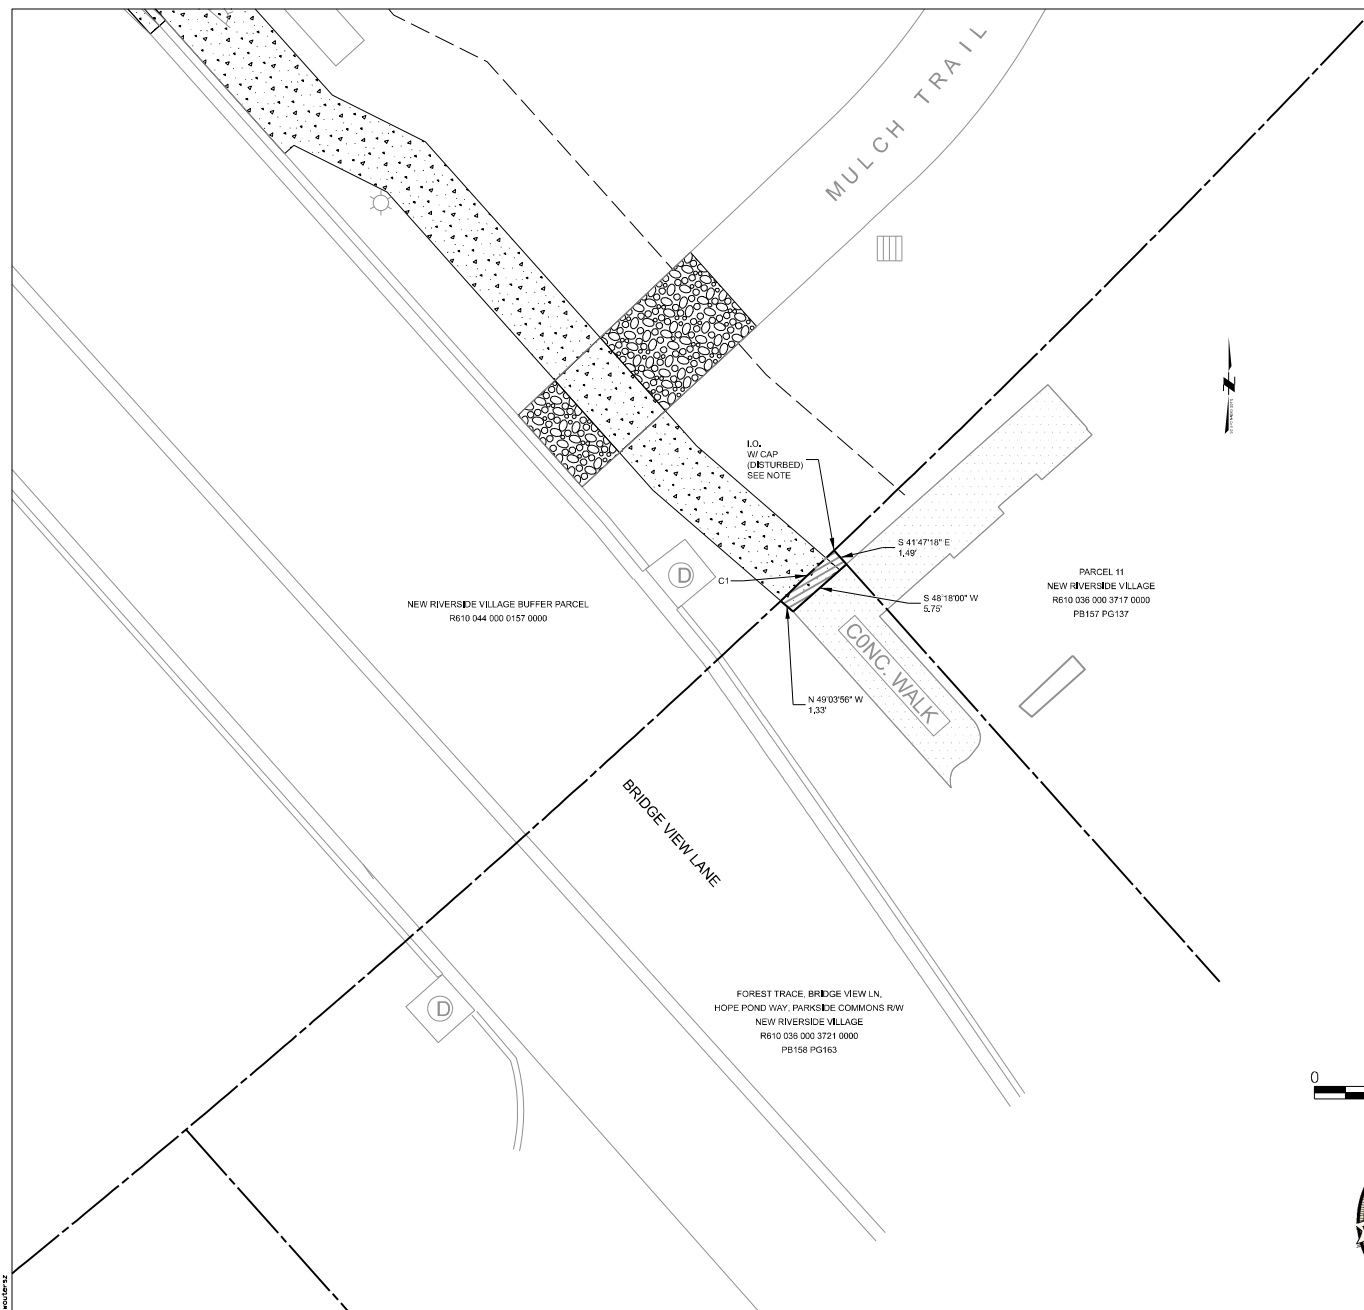 MULCH TRAIL
I.O.
W/ CAP
(DISTURBED)
SEE NOTE
S 41°47'18" E
1.49'
C1
S 48°18'00" W
5.75'
N 49°03'56" W
1.33'
D
NEW RIVERSIDE VILLAGE BUFFER PARCEL
R610 044 000 0157 0000
PARCEL 11
NEW RIVERSIDE VILLAGE
R610 036 000 3717 0000
PB157 PG137
CONC. WALK
BRIDGE VIEW LANE
D
FOREST TRACE, BRIDGE VIEW LN,
HOPE POND WAY, PARKSIDE COMMONS R/W
NEW RIVERSIDE VILLAGE
R610 036 000 3721 0000
PB158 PG163
0